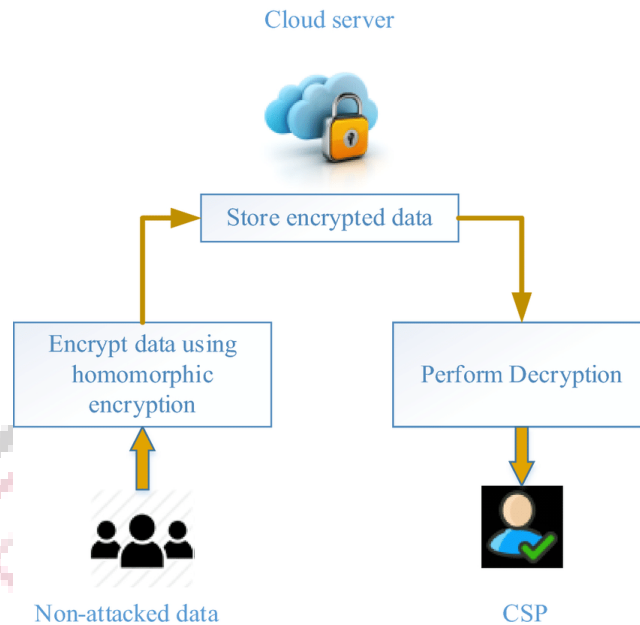 Cloud server
Store encrypted data
Encrypt data using
homomorphic
encryption
Perform Decryption
Non-attacked data
CSP